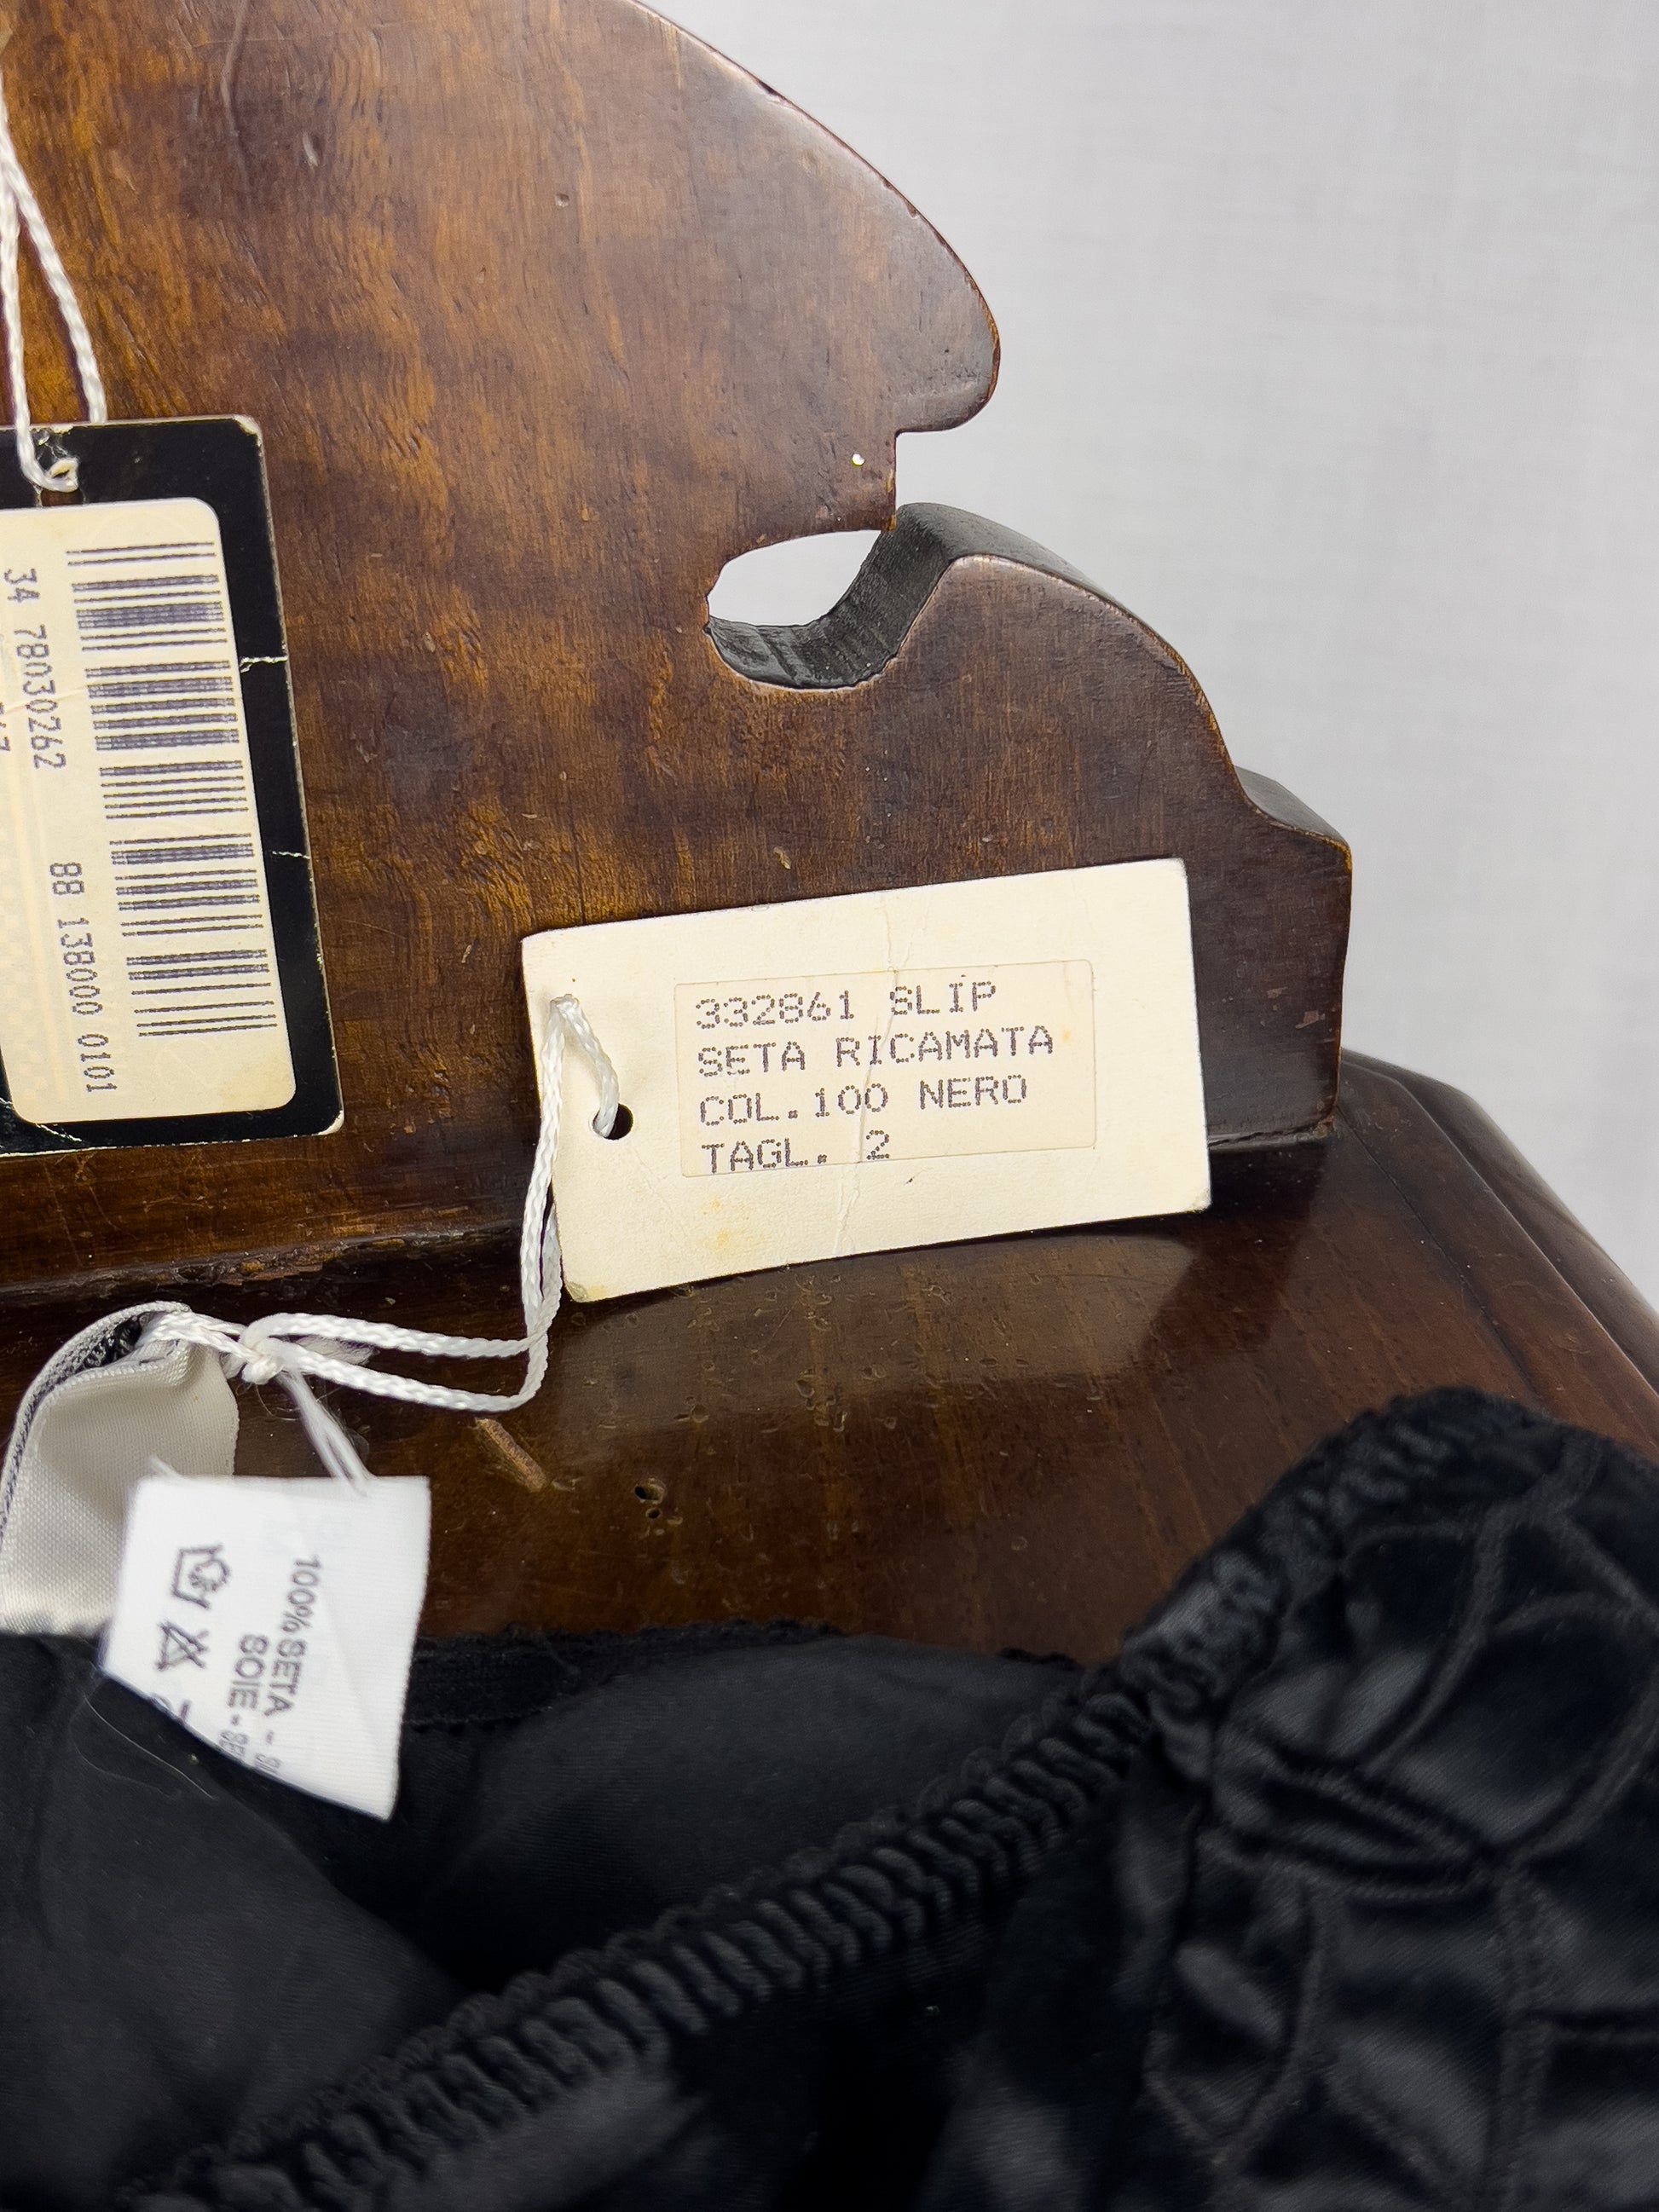 34 78030262
88 138000 0101
332861 SLIP
SETA RICAMATA
COL.100 NERO
TAGL. 2
100% SETA -
SOIE -